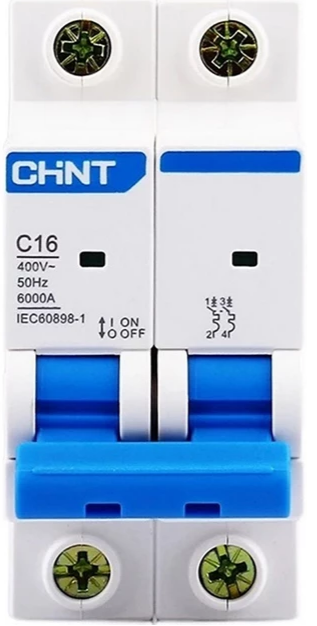 CHNT
C16
400V~
50Hz
6000A
IEC60898-1
I ON
O OFF
1 3
2 4